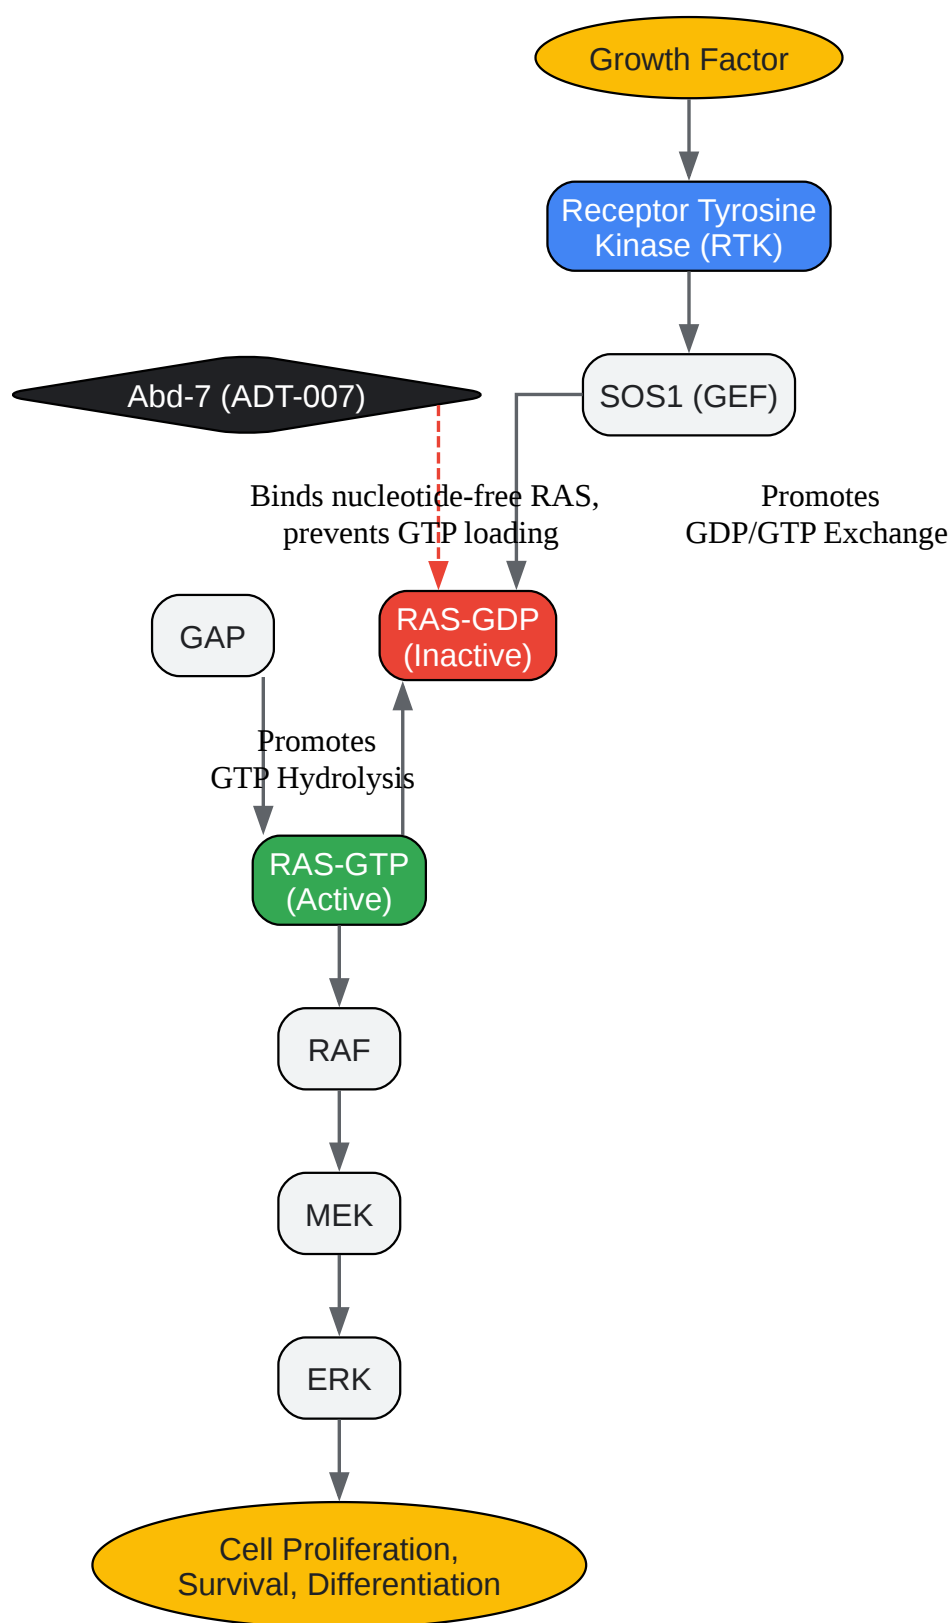 Growth Factor
Receptor Tyrosine
Kinase (RTK)
Abd-7 (ADT-007)
SOS1 (GEF)
Binds nucleotide-free RAS,
prevents GTP loading
Promotes
GDP/GTP Exchange
GAP
RAS-GDP
(Inactive)
Promotes
GTP Hydrolysis
RAS-GTP
(Active)
RAF
MEK
ERK
Cell Proliferation,
Survival, Differentiation